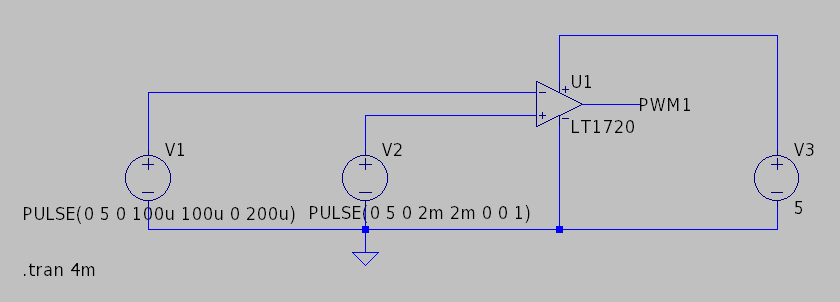 U1
PWM1
LT1720
V1
V2
V3
PULSE(0 5 0 100u 100u 0 200u)
PULSE(0 5 0 2m 2m 0 0 1)
5
.tran 4m